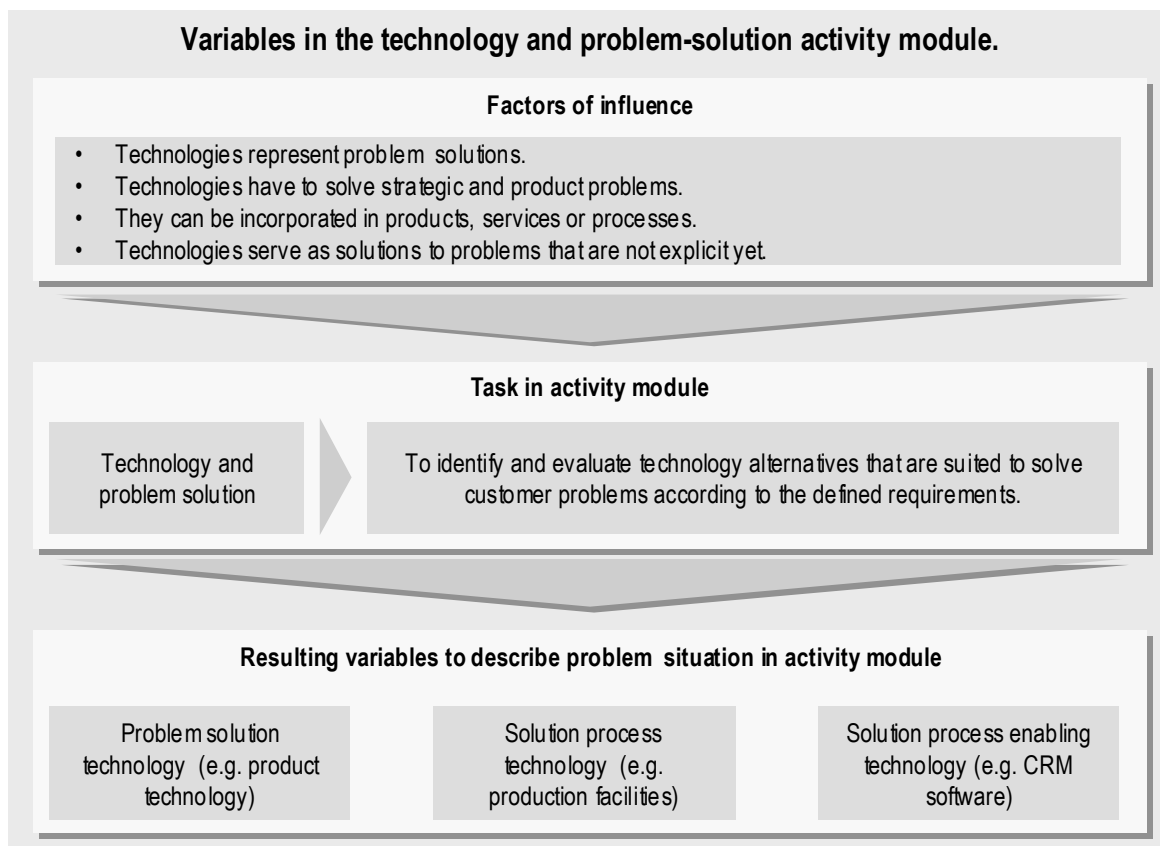 Variables in the technology and problem-solution activity module.
Factors of influence
• Technologies represent problem solutions.
• Technologies have to solve strategic and product problems.
• They can be incorporated in products, services or processes.
• Technologies serve as solutions to problems that are not explicit yet.
Task in activity module
Technology and
problem solution
To identify and evaluate technology alternatives that are suited to solve
customer problems according to the defined requirements.
Resulting variables to describe problem situation in activity module
Problem solution
technology (e.g. product
technology)
Solution process
technology (e.g.
production facilities)
Solution process enabling
technology (e.g. CRM
software)